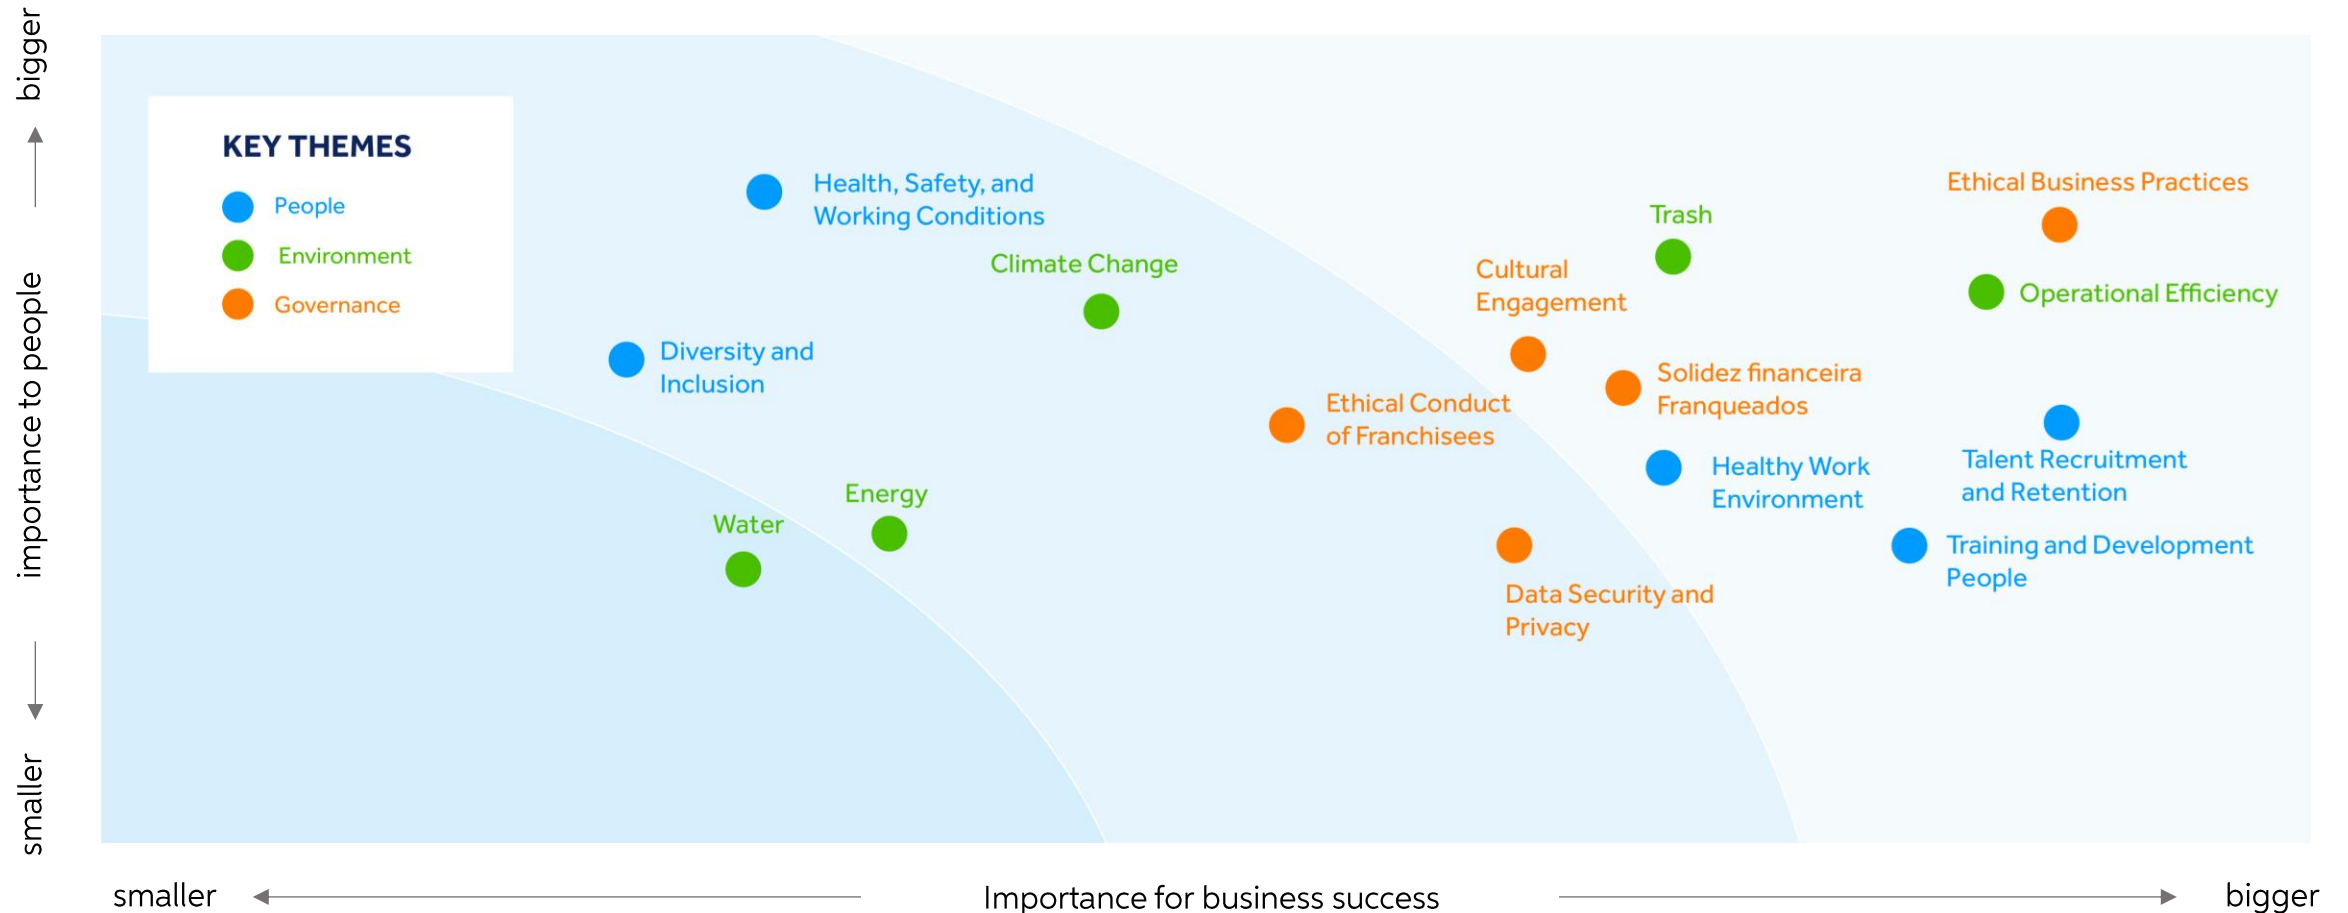 bigger
importance to people
smaller
KEY THEMES
People
Environment
Governance
Health, Safety, and
Working Conditions
Climate Change
Diversity and
Inclusion
Energy
Water
Ethical Conduct
of Franchisees
Cultural
Engagement
Trash
Ethical Business Practices
Operational Efficiency
Solidez financeira
Franqueados
Healthy Work
Environment
Talent Recruitment
and Retention
Training and Development
People
Data Security and
Privacy
smaller
Importance for business success
bigger